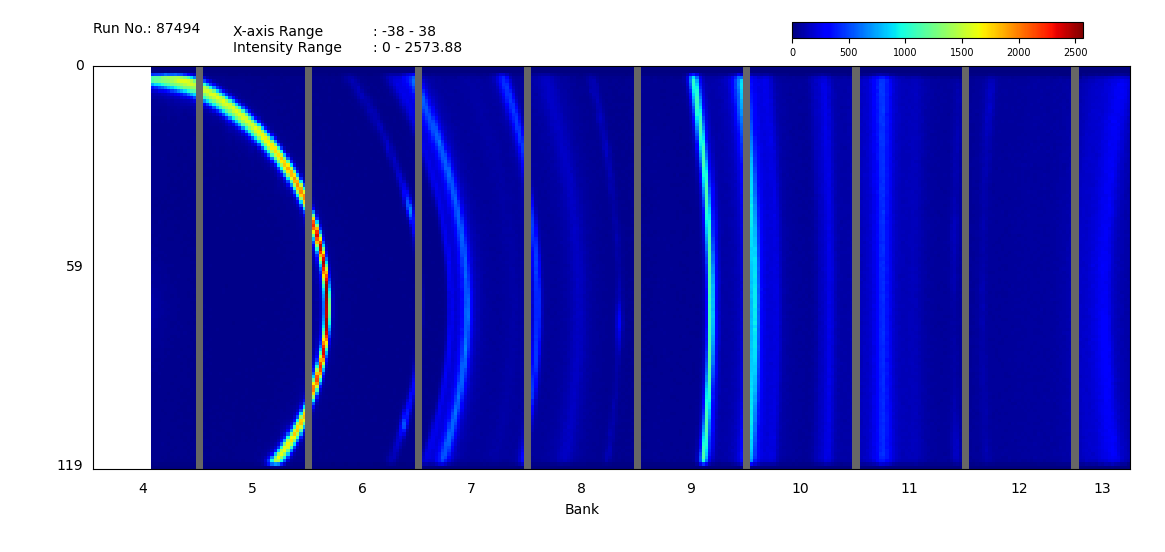 Run No.: 87494
X-axis Range : -38 - 38
Intensity Range : 0 - 2573.88
0 500 1000 1500 2000 2500
0
59
119
4 5 6 7 8 9 10 11 12 13
Bank